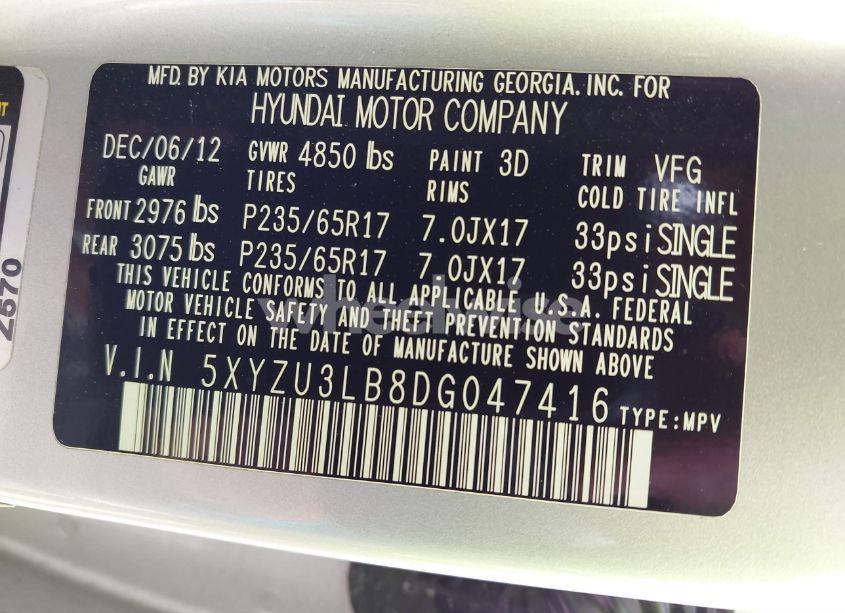 MFD. BY KIA MOTORS MANUFACTURING GEORGIA. INC. FOR
HYUNDAI MOTOR COMPANY
DEC/06/12 GVWR 4850 lbs PAINT 3D TRIM VFG
GAWR TIRES RIMS COLD TIRE INFL
FRONT 2976 lbs P235/65R17 7.0JX17 33psi SINGLE
REAR 3075 lbs P235/65R17 7.0JX17 33psi SINGLE
THIS VEHICLE CONFORMS TO ALL APPLICABLE U.S.A. FEDERAL
MOTOR VEHICLE SAFETY AND THEFT PREVENTION STANDARDS
IN EFFECT ON THE DATE OF MANUFACTURE SHOWN ABOVE
V.I.N 5XYZU3LB8DG047416 TYPE:MPV
2670